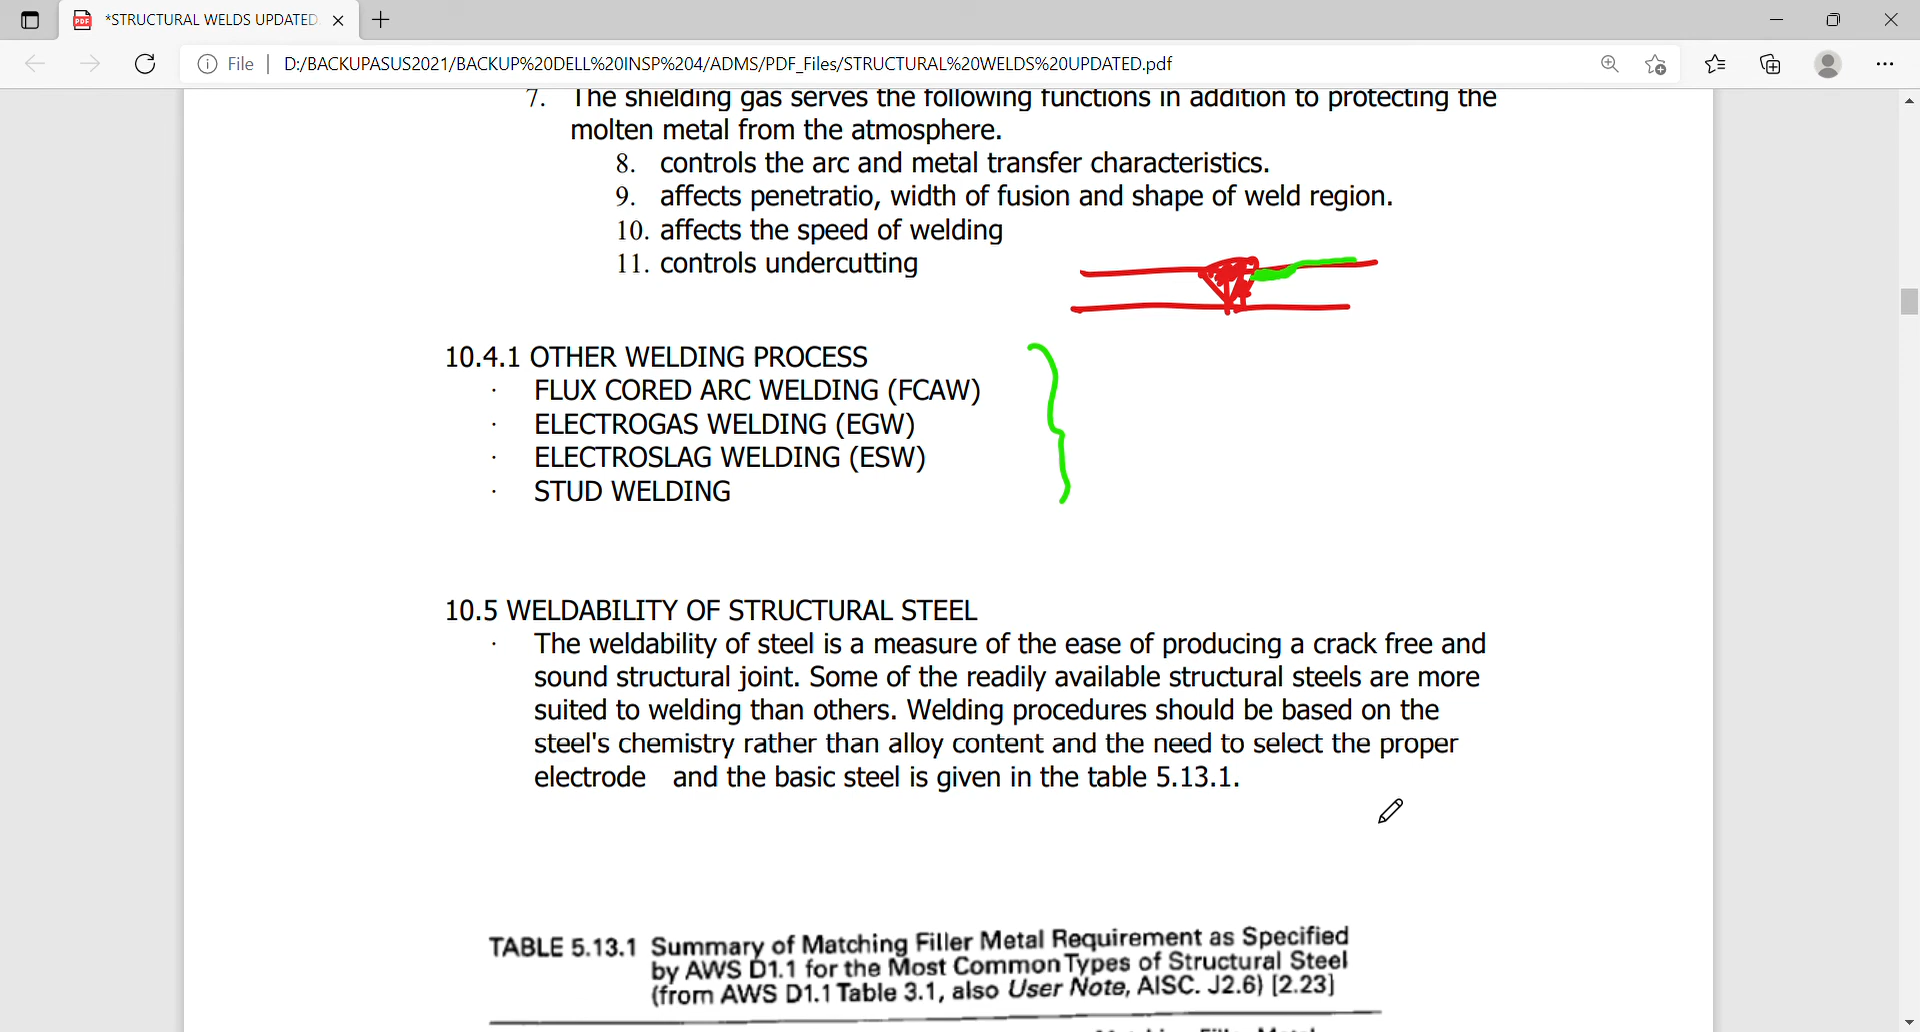 *STRUCTURAL WELDS UPDATED
File | D:/BACKUPASUS2021/BACKUP%20DELL%20INSP%204/ADMS/PDF_Files/STRUCTURAL%20WELDS%20UPDATED.pdf
7. The shielding gas serves the following functions in addition to protecting the
molten metal from the atmosphere.
8. controls the arc and metal transfer characteristics.
9. affects penetratio, width of fusion and shape of weld region.
10. affects the speed of welding
11. controls undercutting
10.4.1 OTHER WELDING PROCESS
· FLUX CORED ARC WELDING (FCAW)
· ELECTROGAS WELDING (EGW)
· ELECTROSLAG WELDING (ESW)
· STUD WELDING
10.5 WELDABILITY OF STRUCTURAL STEEL
· The weldability of steel is a measure of the ease of producing a crack free and
sound structural joint. Some of the readily available structural steels are more
suited to welding than others. Welding procedures should be based on the
steel's chemistry rather than alloy content and the need to select the proper
electrode and the basic steel is given in the table 5.13.1.
TABLE 5.13.1 Summary of Matching Filler Metal Requirement as Specified
by AWS D1.1 for the Most Common Types of Structural Steel
(from AWS D1.1 Table 3.1, also User Note, AISC. J2.6) [2.23]